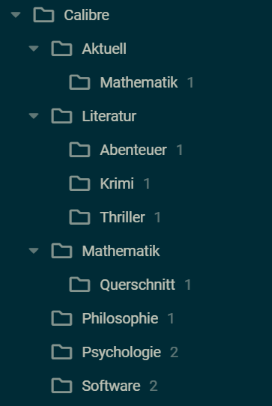 Calibre
Aktuell
Mathematik 1
Literatur
Abenteuer 1
Krimi 1
Thriller 1
Mathematik
Querschnitt 1
Philosophie 1
Psychologie 2
Software 2